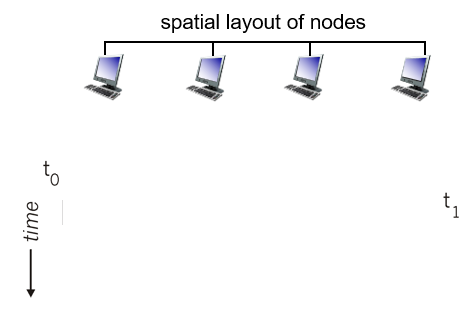 spatial layout of nodes
t0
t1
time